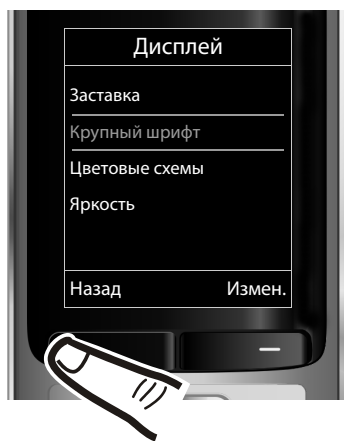 Дисплей
Заставка
Крупный шрифт
Цветовые схемы
Яркость
Назад Измен.